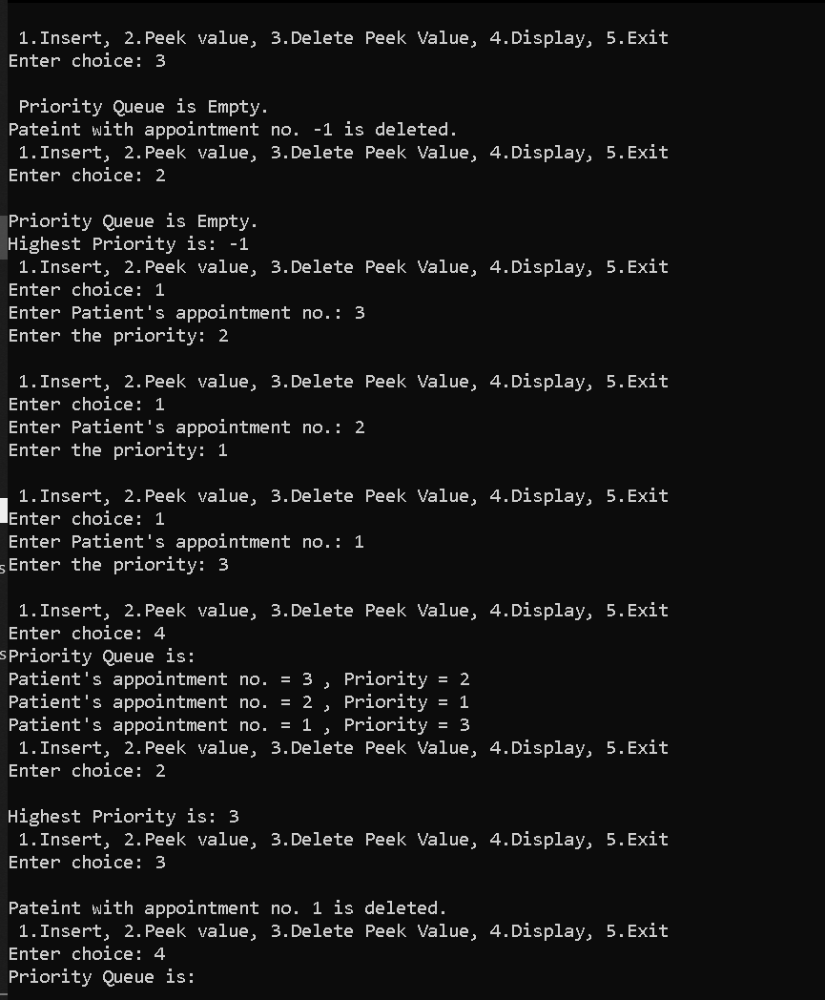 1.Insert, 2.Peek value, 3.Delete Peek Value, 4.Display, 5.Exit
Enter choice: 3
Priority Queue is Empty.
Pateint with appointment no. -1 is deleted.
1.Insert, 2.Peek value, 3.Delete Peek Value, 4.Display, 5.Exit
Enter choice: 2
Priority Queue is Empty.
Highest Priority is: -1
1.Insert, 2.Peek value, 3.Delete Peek Value, 4.Display, 5.Exit
Enter choice: 1
Enter Patient's appointment no.: 3
Enter the priority: 2
1.Insert, 2.Peek value, 3.Delete Peek Value, 4.Display, 5.Exit
Enter choice: 1
Enter Patient's appointment no.: 2
Enter the priority: 1
1.Insert, 2.Peek value, 3.Delete Peek Value, 4.Display, 5.Exit
Enter choice: 1
Enter Patient's appointment no.: 1
Enter the priority: 3
1.Insert, 2.Peek value, 3.Delete Peek Value, 4.Display, 5.Exit
Enter choice: 4
Priority Queue is:
Patient's appointment no. = 3 , Priority = 2
Patient's appointment no. = 2 , Priority = 1
Patient's appointment no. = 1 , Priority = 3
1.Insert, 2.Peek value, 3.Delete Peek Value, 4.Display, 5.Exit
Enter choice: 2
Highest Priority is: 3
1.Insert, 2.Peek value, 3.Delete Peek Value, 4.Display, 5.Exit
Enter choice: 3
Pateint with appointment no. 1 is deleted.
1.Insert, 2.Peek value, 3.Delete Peek Value, 4.Display, 5.Exit
Enter choice: 4
Priority Queue is: